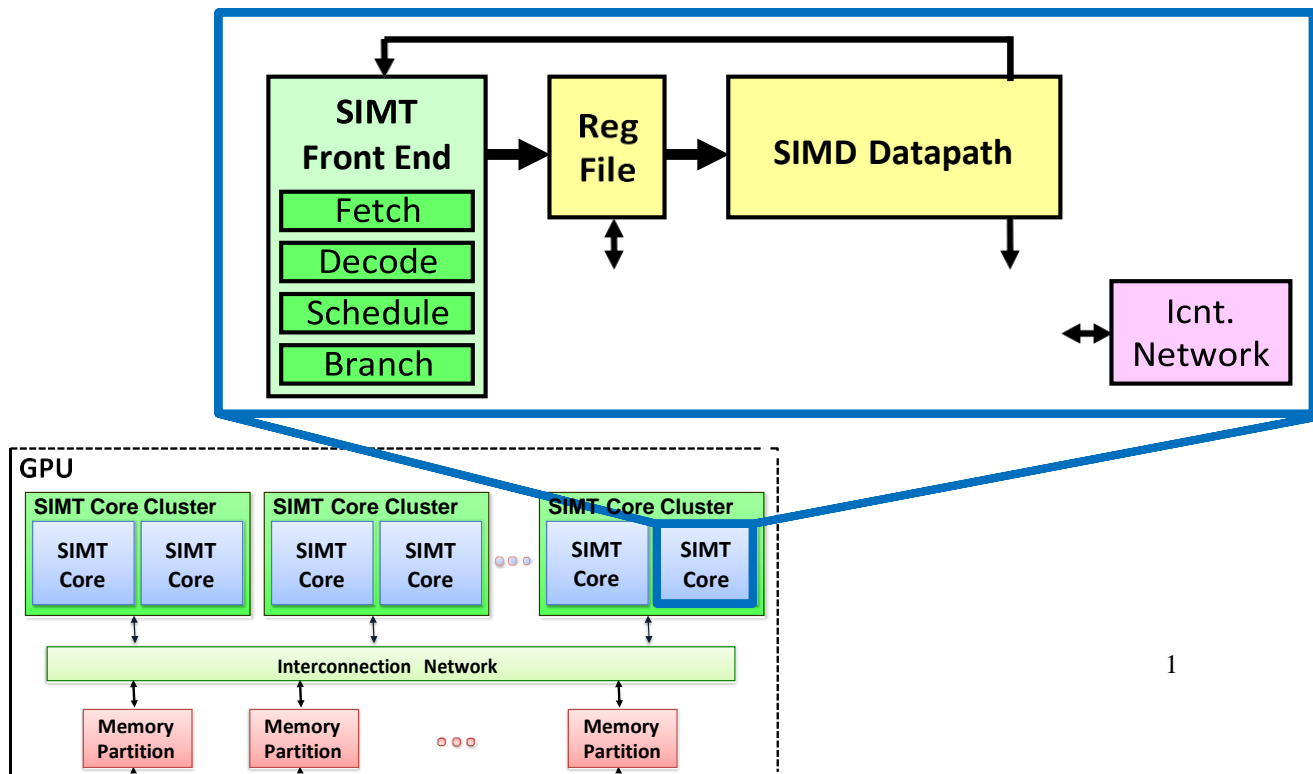 SIMT
Front End
Fetch
Decode
Schedule
Branch
Reg
File
SIMD Datapath
Icnt.
Network
GPU
SIMT Core Cluster
SIMT
Core
SIMT
Core
SIMT Core Cluster
SIMT
Core
SIMT
Core
SIMT Core Cluster
SIMT
Core
SIMT
Core
Interconnection Network
1
Memory
Partition
Memory
Partition
Memory
Partition